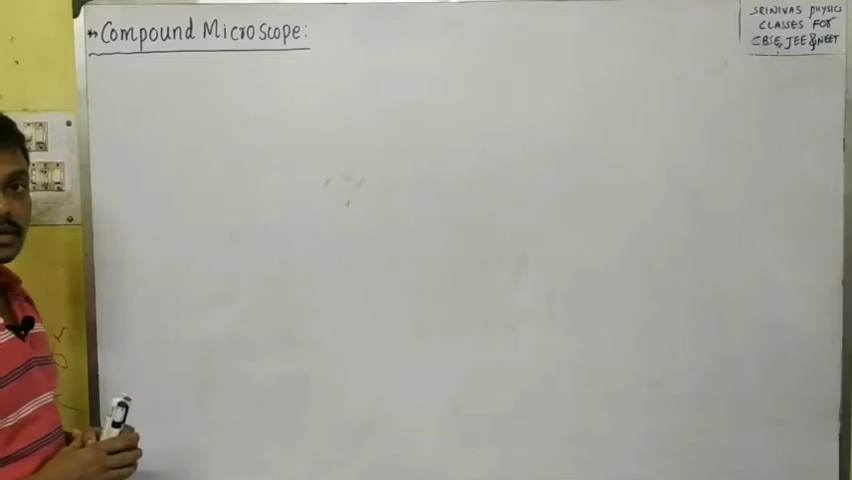 Compound Microscope:
SRINIVAS PHYSICS
CLASSES FOR
CBSE, JEE & NEET